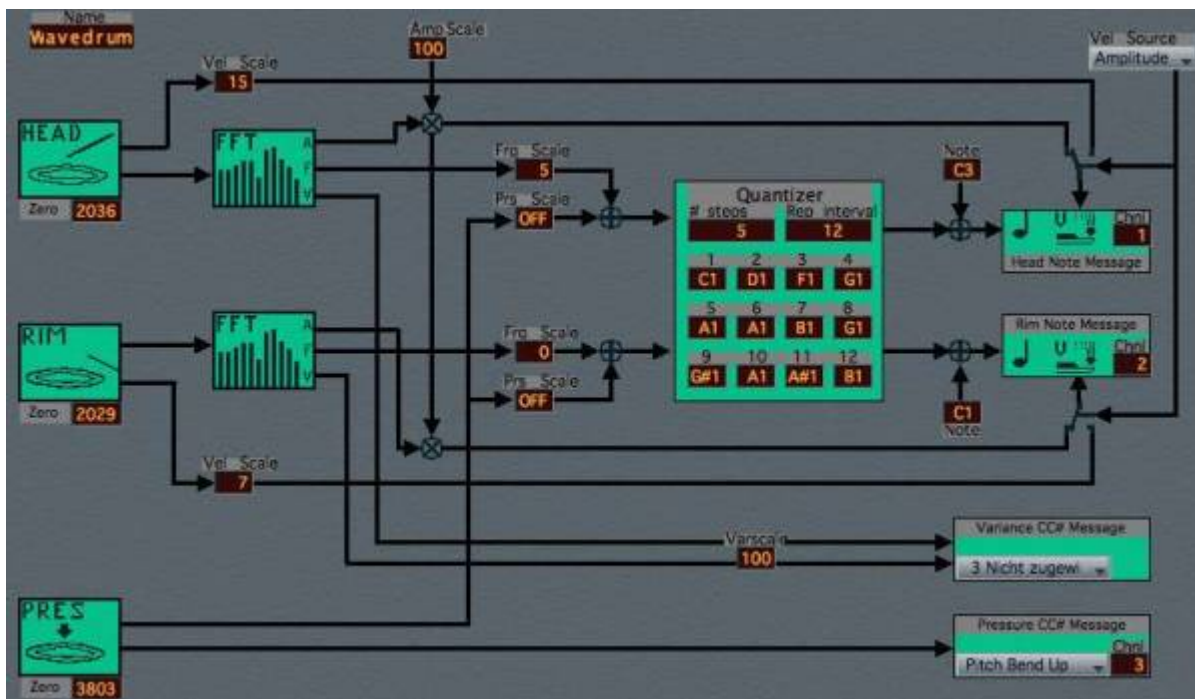 Name
Wavedrum
Amp Scale
100
Vel Source
Amplitude
Vel Scale
15
HEAD
Zero 2036
FFT
A
F
V
Frq Scale
5
Prs Scale
OFF
Quantizer
# steps
5
Rep interval
12
1 2 3 4
C1 D1 F1 G1
5 6 7 8
A1 A1 B1 G1
9 10 11 12
G#1 A1 A#1 B1
Note
C3
Chnl
1
Head Note Message
RIM
Zero 2029
FFT
A
F
V
Frq Scale
0
Prs Scale
OFF
Rim Note Message
Chnl
2
C1
Note
Vel Scale
7
Varscale
100
Variance CC# Message
3 Nicht zugewi
PRES
Zero 3803
Pressure CC# Message
Chnl
Pitch Bend Up 3